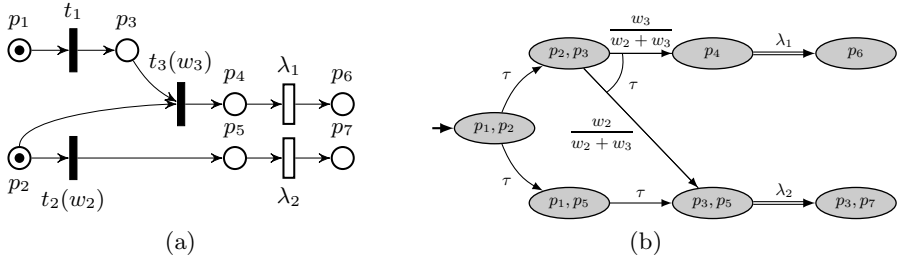 p1 t1 p3
t3(w3)
p4 λ1 p6
p5 p7
p2
t2(w2) λ2
(a)
w3 / w2 + w3
p2, p3 p4 λ1 p6
τ τ
p1, p2
w2 / w2 + w3
τ
p1, p5 τ p3, p5 λ2 p3, p7
(b)